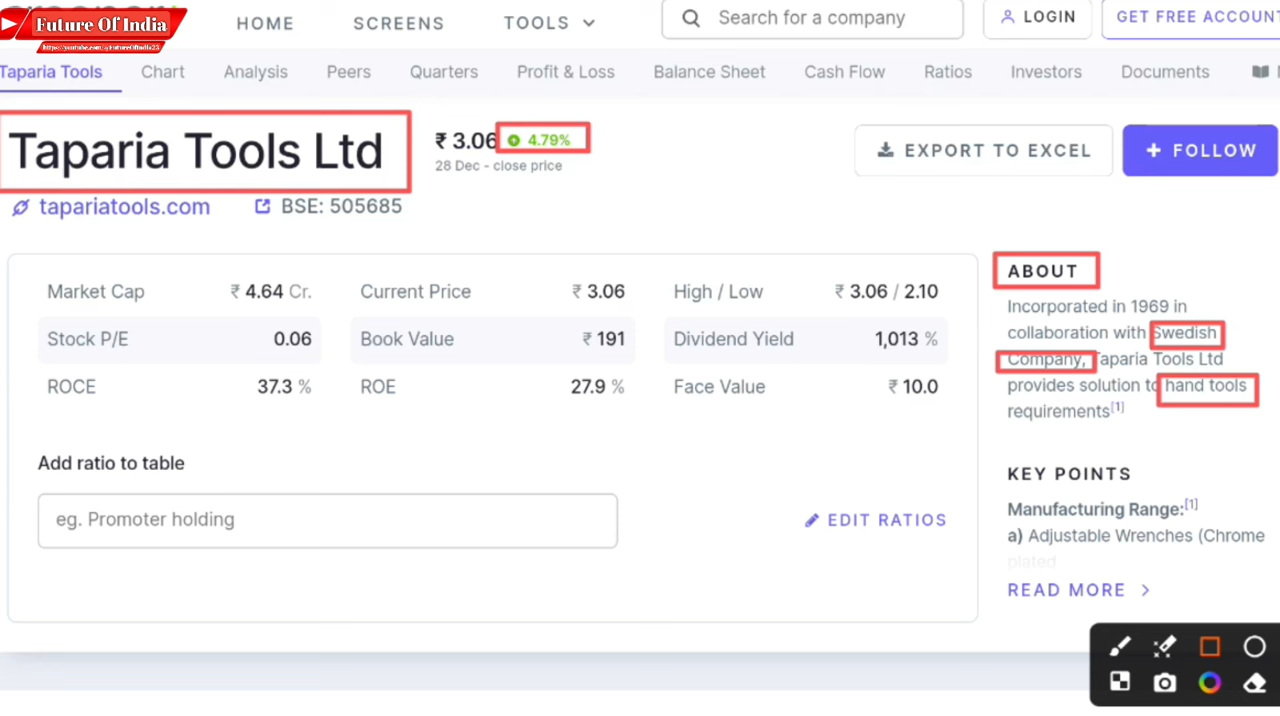 Future Of India
https://youtube.com/@FutureOfIndia23
HOME
SCREENS
TOOLS
Search for a company
LOGIN
GET FREE ACCOUNT
Taparia Tools
Chart
Analysis
Peers
Quarters
Profit & Loss
Balance Sheet
Cash Flow
Ratios
Investors
Documents
Taparia Tools Ltd
₹ 3.06 4.79%
28 Dec - close price
EXPORT TO EXCEL
+ FOLLOW
tapariatools.com
BSE: 505685
Market Cap ₹ 4.64 Cr.
Current Price ₹ 3.06
High / Low ₹ 3.06 / 2.10
Stock P/E 0.06
Book Value ₹ 191
Dividend Yield 1,013 %
ROCE 37.3 %
ROE 27.9 %
Face Value ₹ 10.0
Add ratio to table
eg. Promoter holding
EDIT RATIOS
ABOUT
Incorporated in 1969 in
collaboration with Swedish
Company, Taparia Tools Ltd
provides solution to hand tools
requirements[1]
KEY POINTS
Manufacturing Range:[1]
a) Adjustable Wrenches (Chrome
plated
READ MORE